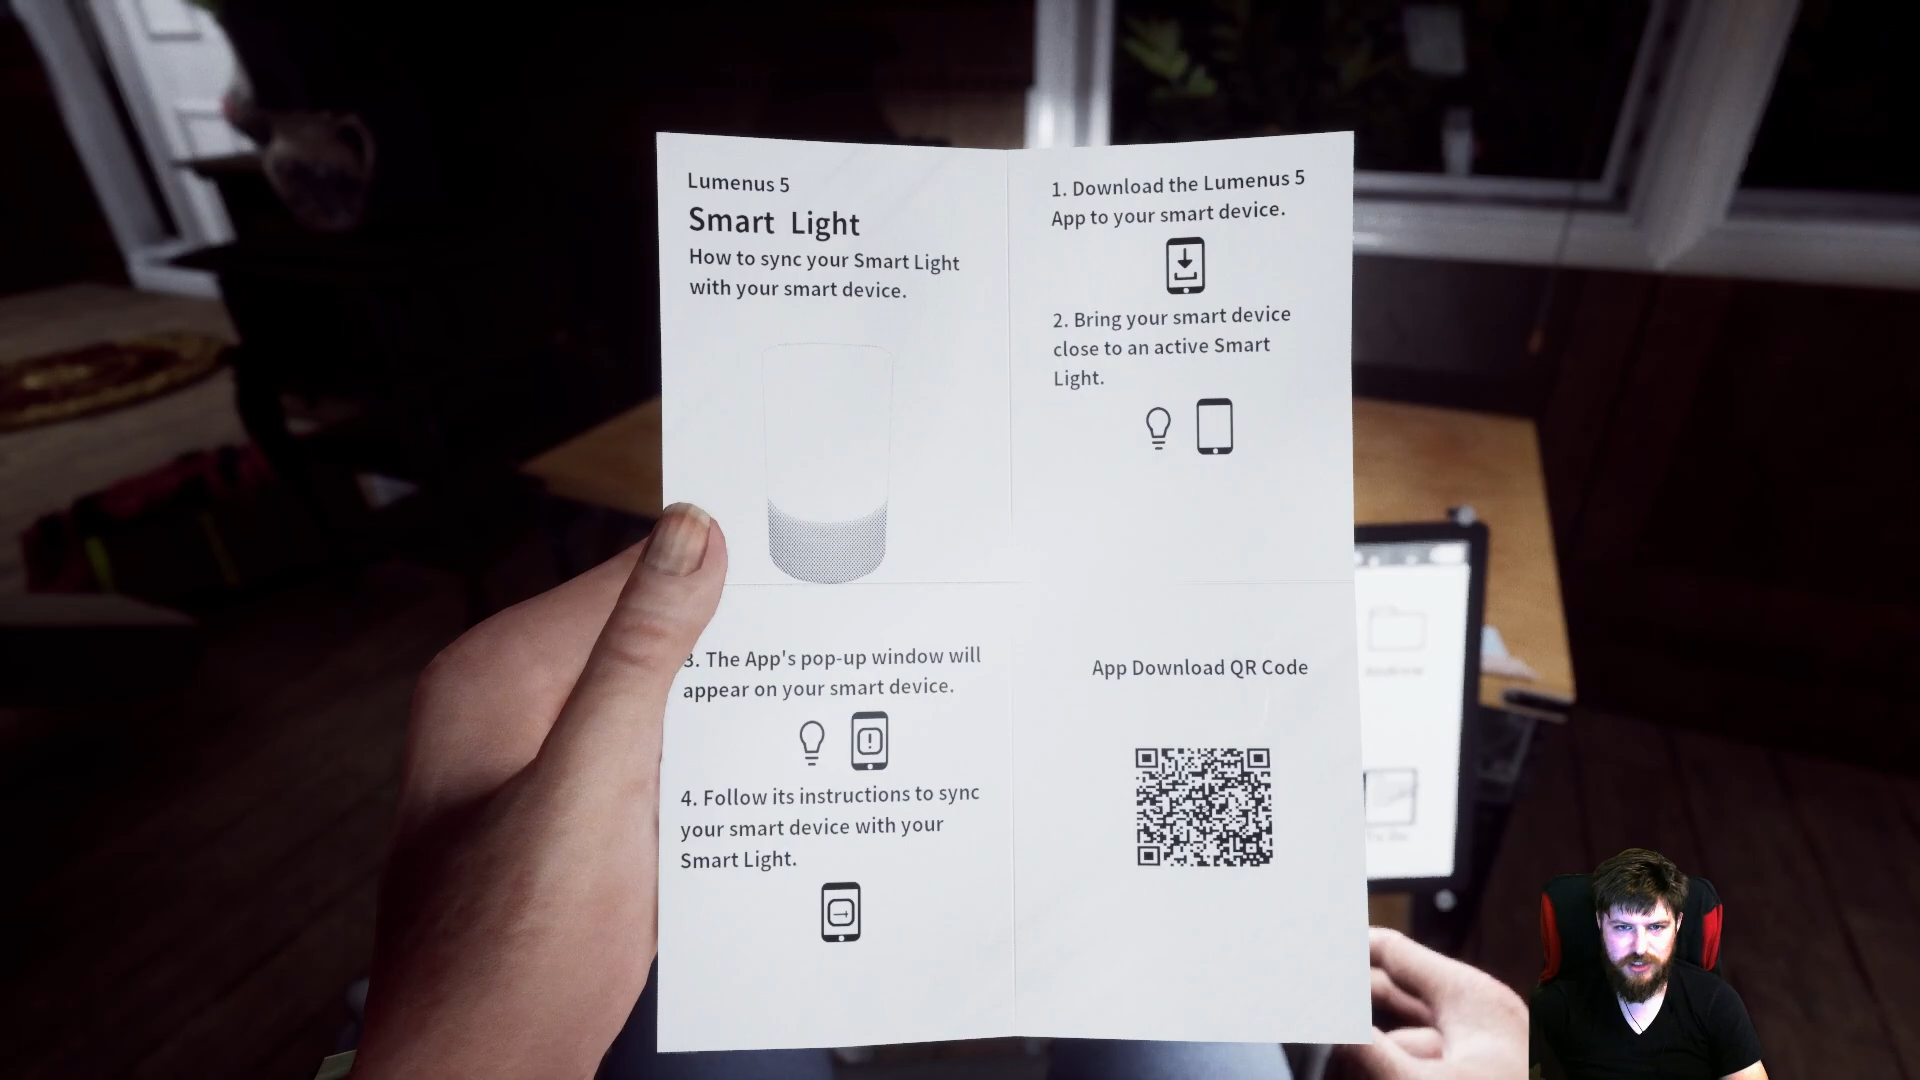 Lumenus 5
Smart Light
How to sync your Smart Light
with your smart device.
1. Download the Lumenus 5
App to your smart device.
2. Bring your smart device
close to an active Smart
Light.
3. The App's pop-up window will
appear on your smart device.
4. Follow its instructions to sync
your smart device with your
Smart Light.
App Download QR Code